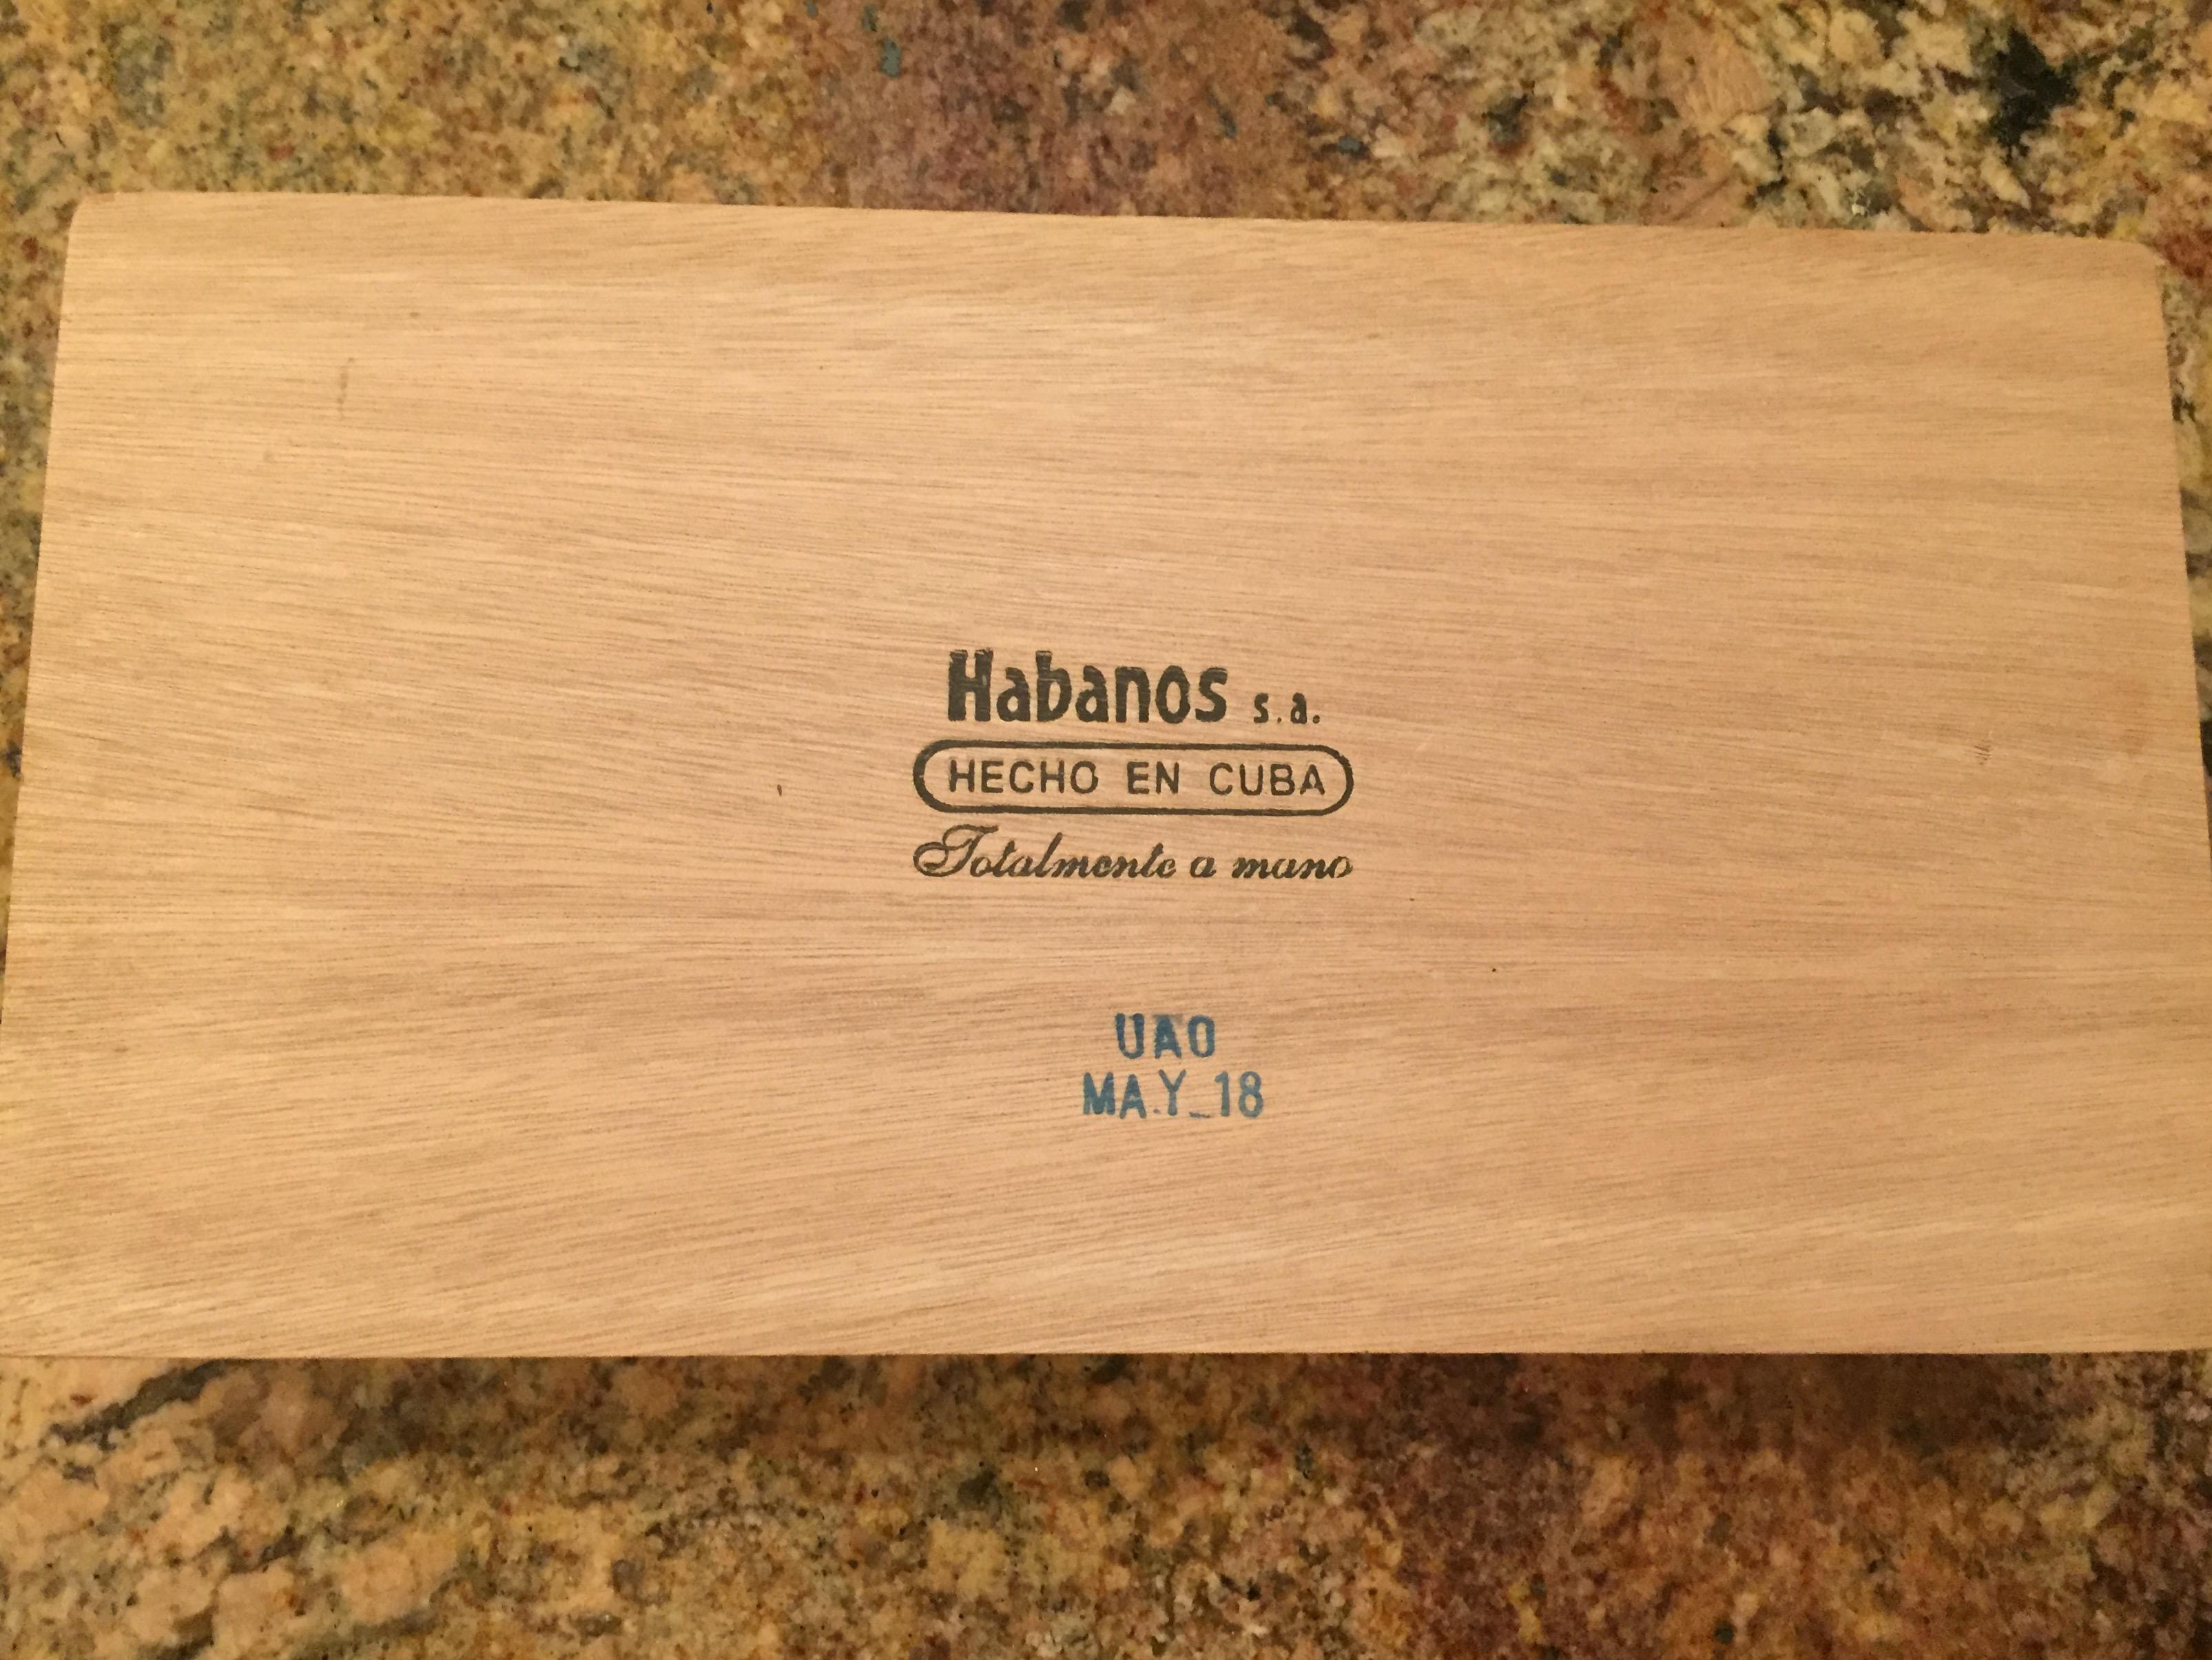 Habanos s.a.
HECHO EN CUBA
Totalmente a mano
UAO
MAY_18